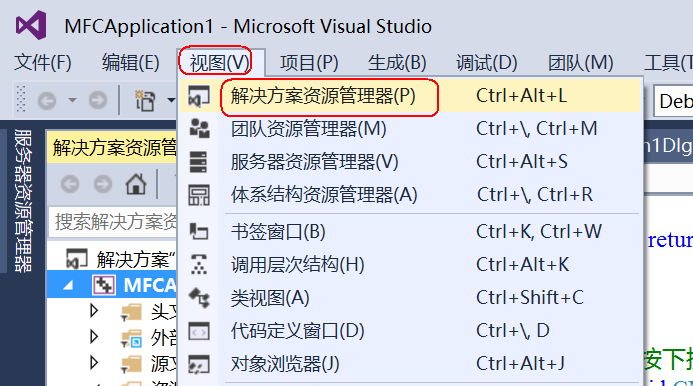 MFCApplication1 - Microsoft Visual Studio
文件(F) 编辑(E) 视图(V) 项目(P) 生成(B) 调试(D) 团队(M) 工具(T
解决方案资源管理器(P) Ctrl+Alt+L
Deb
团队资源管理器(M) Ctrl+\, Ctrl+M
服务器资源管理器(V) Ctrl+Alt+S
体系结构资源管理器(A) Ctrl+\, Ctrl+R
书签窗口(B) Ctrl+K, Ctrl+W
调用层次结构(H) Ctrl+Alt+K
类视图(A) Ctrl+Shift+C
代码定义窗口(D) Ctrl+\, D
对象浏览器(J) Ctrl+Alt+J
服务器资源管理器
解决方案资源管
搜索解决方案资
解决方案"
MFCA
头文
外部
源文
资源
n1Dlg
retur
按下拖